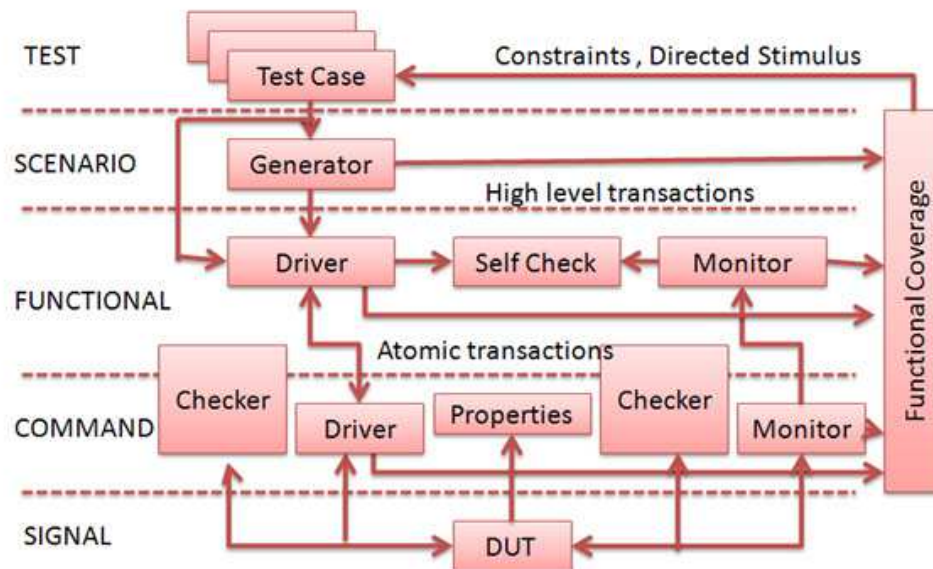 TEST
Test Case
Constraints , Directed Stimulus
SCENARIO
Generator
High level transactions
FUNCTIONAL
Driver
Self Check
Monitor
Functional Coverage
Atomic transactions
COMMAND
Checker
Driver
Properties
Checker
Monitor
SIGNAL
DUT